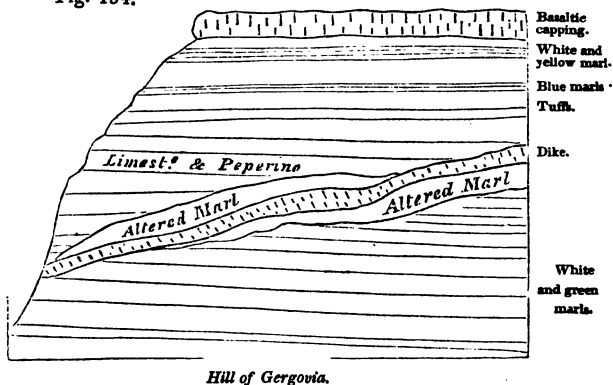 Fig. 154.
Basaltic
capping.
White and
yellow marl.
Blue marls
Tuffs.
Limest.e & Peperino
Dike.
Altered Marl
Altered Marl
White
and green
marls.
Hill of Gergovia.